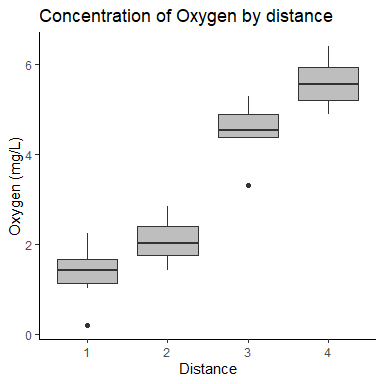 Concentration of Oxygen by distance
Oxygen (mg/L)
6
4
2
0
1 2 3 4
Distance